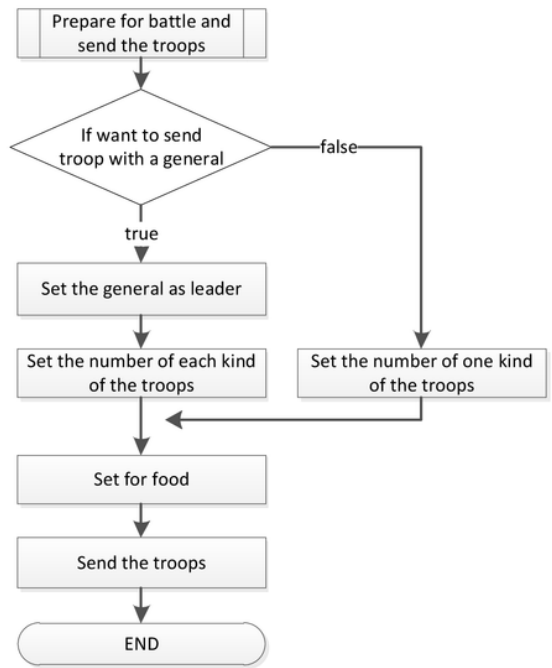 Prepare for battle and
send the troops
If want to send
troop with a general
false
true
Set the general as leader
Set the number of each kind
of the troops
Set the number of one kind
of the troops
Set for food
Send the troops
END